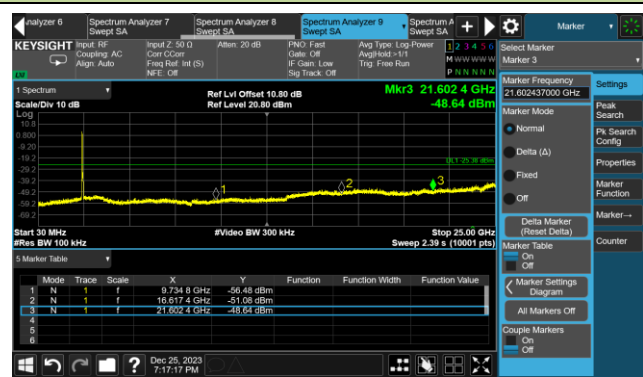 nalyzer 6
Spectrum Analyzer 7
Swept SA
Spectrum Analyzer 8
Swept SA
Spectrum Analyzer 9
Swept SA
Spectrum A
Swept SA
+
Marker
KEYSIGHT
Input: RF
Coupling: AC
Align: Auto
Input Z: 50 Ω
Corr CCorr
Freq Ref: Int (S)
NFE: Off
Atten: 20 dB
PNO: Fast
Gate: Off
IF Gain: Low
Sig Track: Off
Avg Type: Log-Power
Avg|Hold:>1/1
Trig: Free Run
1 2 3 4 5 6
M W W W W W
P N N N N N
Select Marker
Marker 3
1 Spectrum
Scale/Div 10 dB
Log
Ref Lvl Offset 10.80 dB
Ref Level 20.80 dBm
Mkr3 21.602 4 GHz
-48.64 dBm
10.8
0.800
-9.20
-19.2
-29.2
-39.2
-49.2
-59.2
-69.2
1
2
3
Start 30 MHz
#Res BW 100 kHz
#Video BW 300 kHz
Stop 25.00 GHz
Sweep 2.39 s (10001 pts)
5 Marker Table
Mode Trace Scale X Y Function Function Width Function Value
1 N 1 f 9.734 8 GHz -56.48 dBm
2 N 1 f 16.617 4 GHz -51.08 dBm
3 N 1 f 21.602 4 GHz -48.64 dBm
4
5
6
Marker Frequency
21.602437000 GHz
Marker Mode
Normal
Delta (Δ)
Fixed
Off
Delta Marker
(Reset Delta)
Marker Table
On
Off
Marker Settings
Diagram
All Markers Off
Couple Markers
On
Off
Settings
Peak
Search
Pk Search
Config
Properties
Marker
Function
Marker→
Counter
?
Dec 25, 2023
7:17:17 PM